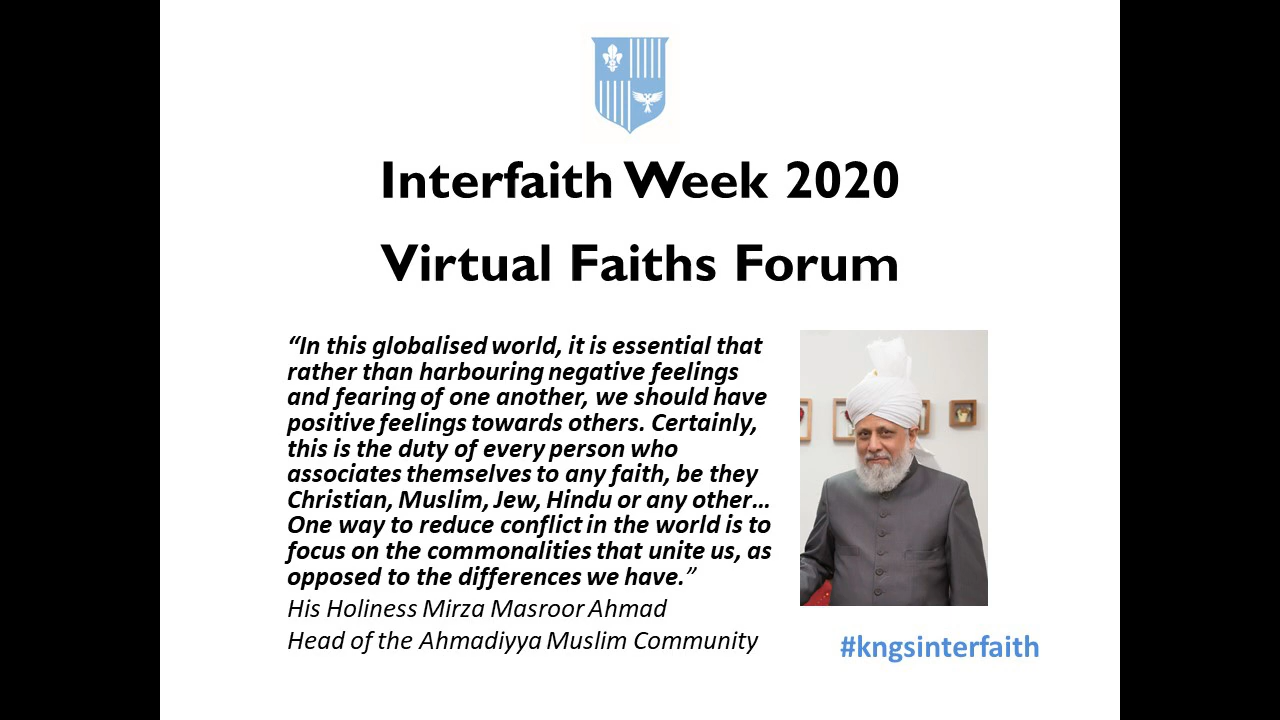 Interfaith Week 2020
Virtual Faiths Forum
“In this globalised world, it is essential that
rather than harbouring negative feelings
and fearing of one another, we should have
positive feelings towards others. Certainly,
this is the duty of every person who
associates themselves to any faith, be they
Christian, Muslim, Jew, Hindu or any other…
One way to reduce conflict in the world is to
focus on the commonalities that unite us, as
opposed to the differences we have.”
His Holiness Mirza Masroor Ahmad
Head of the Ahmadiyya Muslim Community
#kngsinterfaith